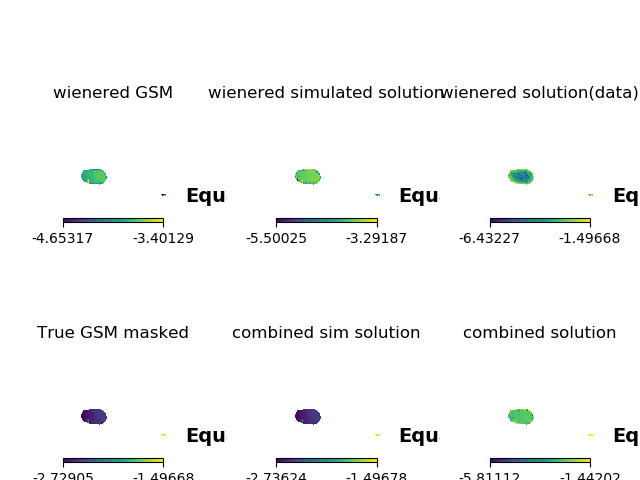 wienered GSM wienered simulated solution wienered solution(data)
Equ Equ Eq
-4.65317 -3.40129 -5.50025 -3.29187 -6.43227 -1.49668
True GSM masked combined sim solution combined solution
Equ Equ Eq
-2.72905 -1.49668 -2.73624 -1.49678 -5.81112 -1.44202